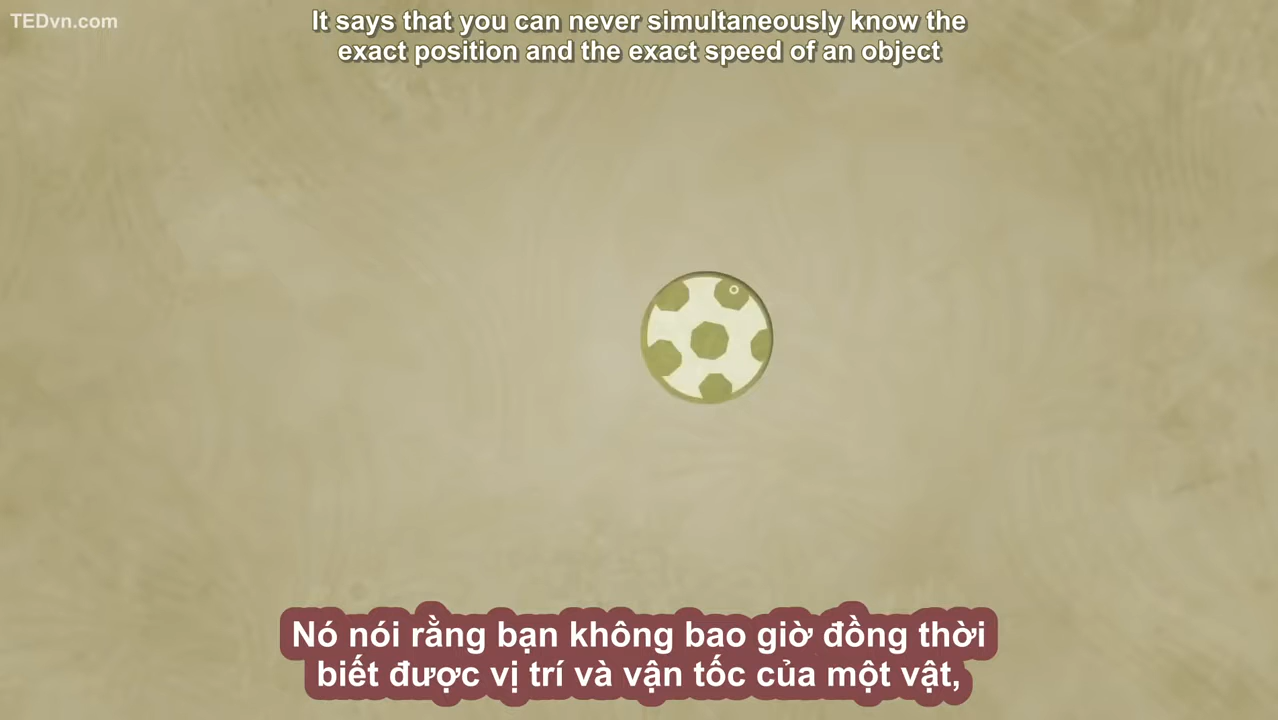 TEDvn.com
It says that you can never simultaneously know the
exact position and the exact speed of an object
Nó nói rằng bạn không bao giờ đồng thời
biết được vị trí và vận tốc của một vật,